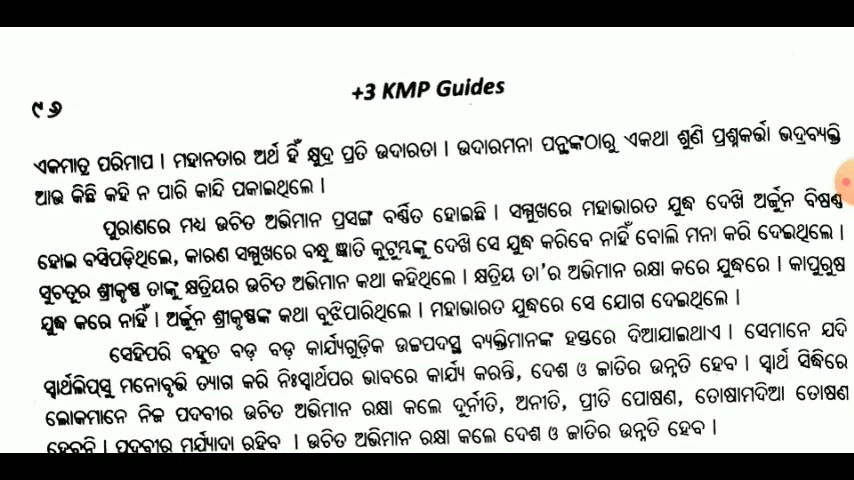 ୯୬
+3 KMP Guides
ଏକମାତ୍ର ପରିମାପ । ମହାନତାର ଅର୍ଥ ହିଁ କ୍ଷୁଦ୍ର ପ୍ରତି ଉଦାରତା । ଉଦାରମନା ପନ୍ଥଙ୍କଠାରୁ ଏକଥା ଶୁଣି ପ୍ରଶ୍ନକର୍ତ୍ତା ଭଦ୍ରବ୍ୟକ୍ତି
ଆଉ କିଛି କହି ନ ପାରି କାନ୍ଦି ପକାଇଥିଲେ ।
ପୁରାଣରେ ମଧ୍ୟ ଉଚିତ ଅଭିମାନ ପ୍ରସଙ୍ଗ ବର୍ଣ୍ଣିତ ହୋଇଛି । ସମ୍ମୁଖରେ ମହାଭାରତ ଯୁଦ୍ଧ ଦେଖି ଅର୍ଜୁନ ବିଷଣ୍ଣ
ହୋଇ ବସିପଡ଼ିଥିଲେ, କାରଣ ସମ୍ମୁଖରେ ବନ୍ଧୁ ଜ୍ଞାତି କୁଟୁମ୍ଭଙ୍କୁ ଦେଖି ସେ ଯୁଦ୍ଧ କରିବେ ନାହିଁ ବୋଲି ମନା କରି ଦେଇଥିଲେ ।
ସୁଚତୁର ଶ୍ରୀକୃଷ୍ଣ ତାଙ୍କୁ କ୍ଷତ୍ରିୟର ଉଚିତ ଅଭିମାନ କଥା କହିଥିଲେ । କ୍ଷତ୍ରିୟ ତା'ର ଅଭିମାନ ରକ୍ଷା କରେ ଯୁଦ୍ଧରେ । କାପୁରୁଷ
ଯୁଦ୍ଧ କରେ ନାହିଁ । ଅର୍ଜୁନ ଶ୍ରୀକୃଷ୍ଣଙ୍କ କଥା ବୁଝିପାରିଥିଲେ । ମହାଭାରତ ଯୁଦ୍ଧରେ ସେ ଯୋଗ ଦେଇଥିଲେ ।
ସେହିପରି ବହୁତ ବଡ଼ ବଡ଼ କାର୍ଯ୍ୟଗୁଡ଼ିକ ଉଚ୍ଚପଦସ୍ଥ ବ୍ୟକ୍ତିମାନଙ୍କ ହସ୍ତରେ ଦିଆଯାଇଥାଏ । ସେମାନେ ଯଦି
ସ୍ୱାର୍ଥଲିପ୍ସୁ ମନୋବୃତ୍ତି ତ୍ୟାଗ କରି ନିଃସ୍ୱାର୍ଥପର ଭାବରେ କାର୍ଯ୍ୟ କରନ୍ତି, ଦେଶ ଓ ଜାତିର ଉନ୍ନତି ହେବ । ସ୍ୱାର୍ଥ ସିଦ୍ଧିରେ
ଲୋକମାନେ ନିଜ ପଦବୀର ଉଚିତ ଅଭିମାନ ରକ୍ଷା କଲେ ଦୁର୍ନୀତି, ଅନୀତି, ପ୍ରୀତି ପୋଷଣ, ତୋଷାମଦିଆ ତୋଷଣ
ହେବନି । ପଦବୀର ମର୍ଯ୍ୟାଦା ରହିବ । ଉଚିତ ଅଭିମାନ ରକ୍ଷା କଲେ ଦେଶ ଓ ଜାତିର ଉନ୍ନତି ହେବ ।